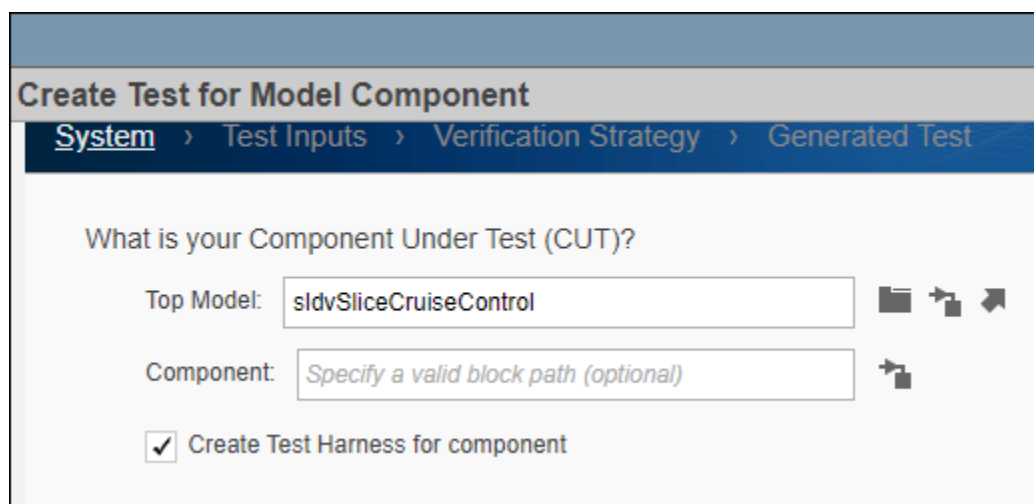 Create Test for Model Component
System › Test Inputs › Verification Strategy › Generated Test
What is your Component Under Test (CUT)?
Top Model: sldvSliceCruiseControl
Component: Specify a valid block path (optional)
Create Test Harness for component